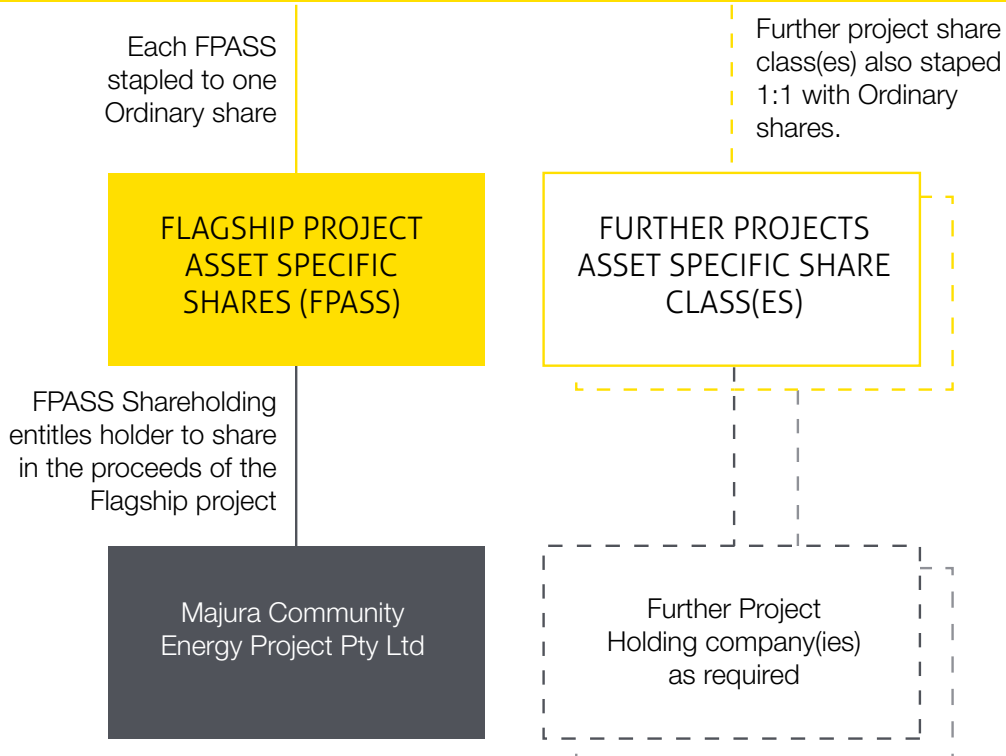 Each FPASS
stapled to one
Ordinary share
Further project share
class(es) also staped
1:1 with Ordinary
shares.
FLAGSHIP PROJECT
ASSET SPECIFIC
SHARES (FPASS)
FURTHER PROJECTS
ASSET SPECIFIC SHARE
CLASS(ES)
FPASS Shareholding
entitles holder to share
in the proceeds of the
Flagship project
Majura Community
Energy Project Pty Ltd
Further Project
Holding company(ies)
as required